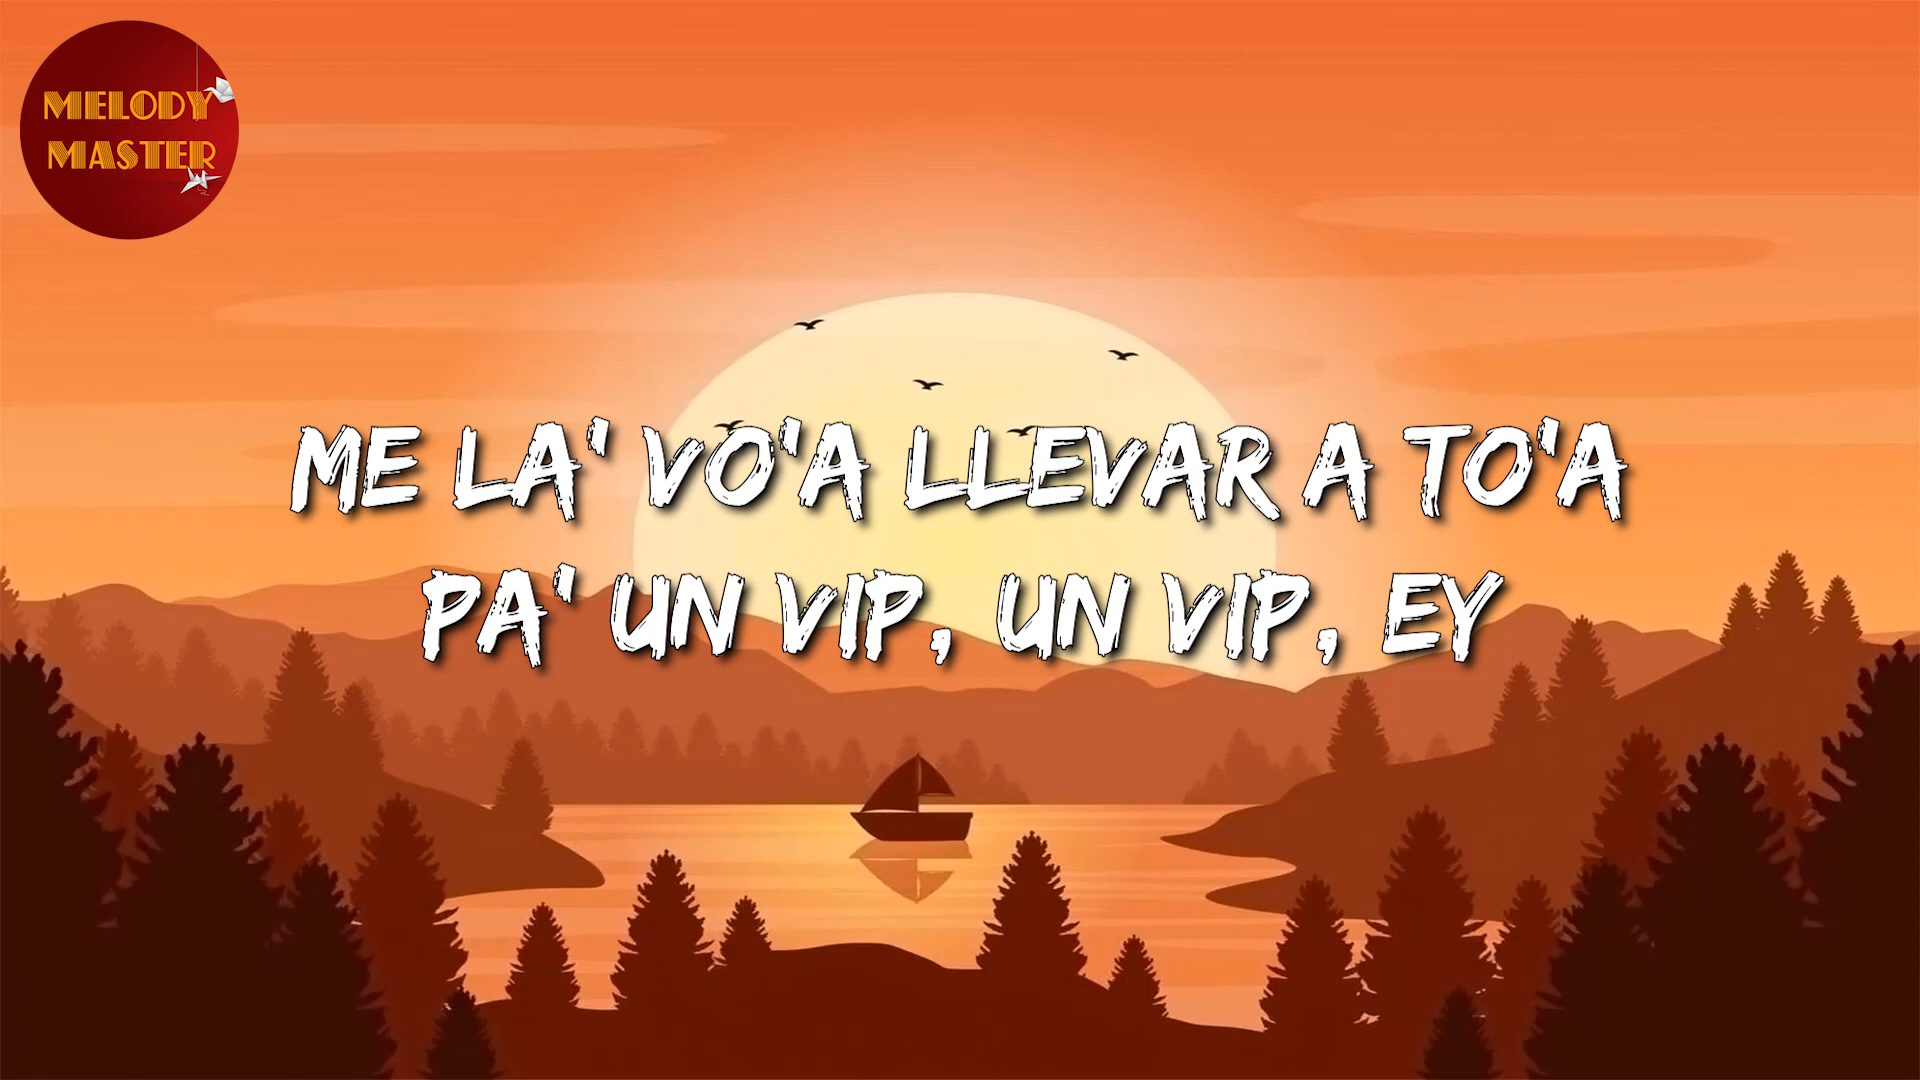 MELODY
MASTER
ME LA' VO'A LLEVAR A TO'A
PA' UN VIP, UN VIP, EY